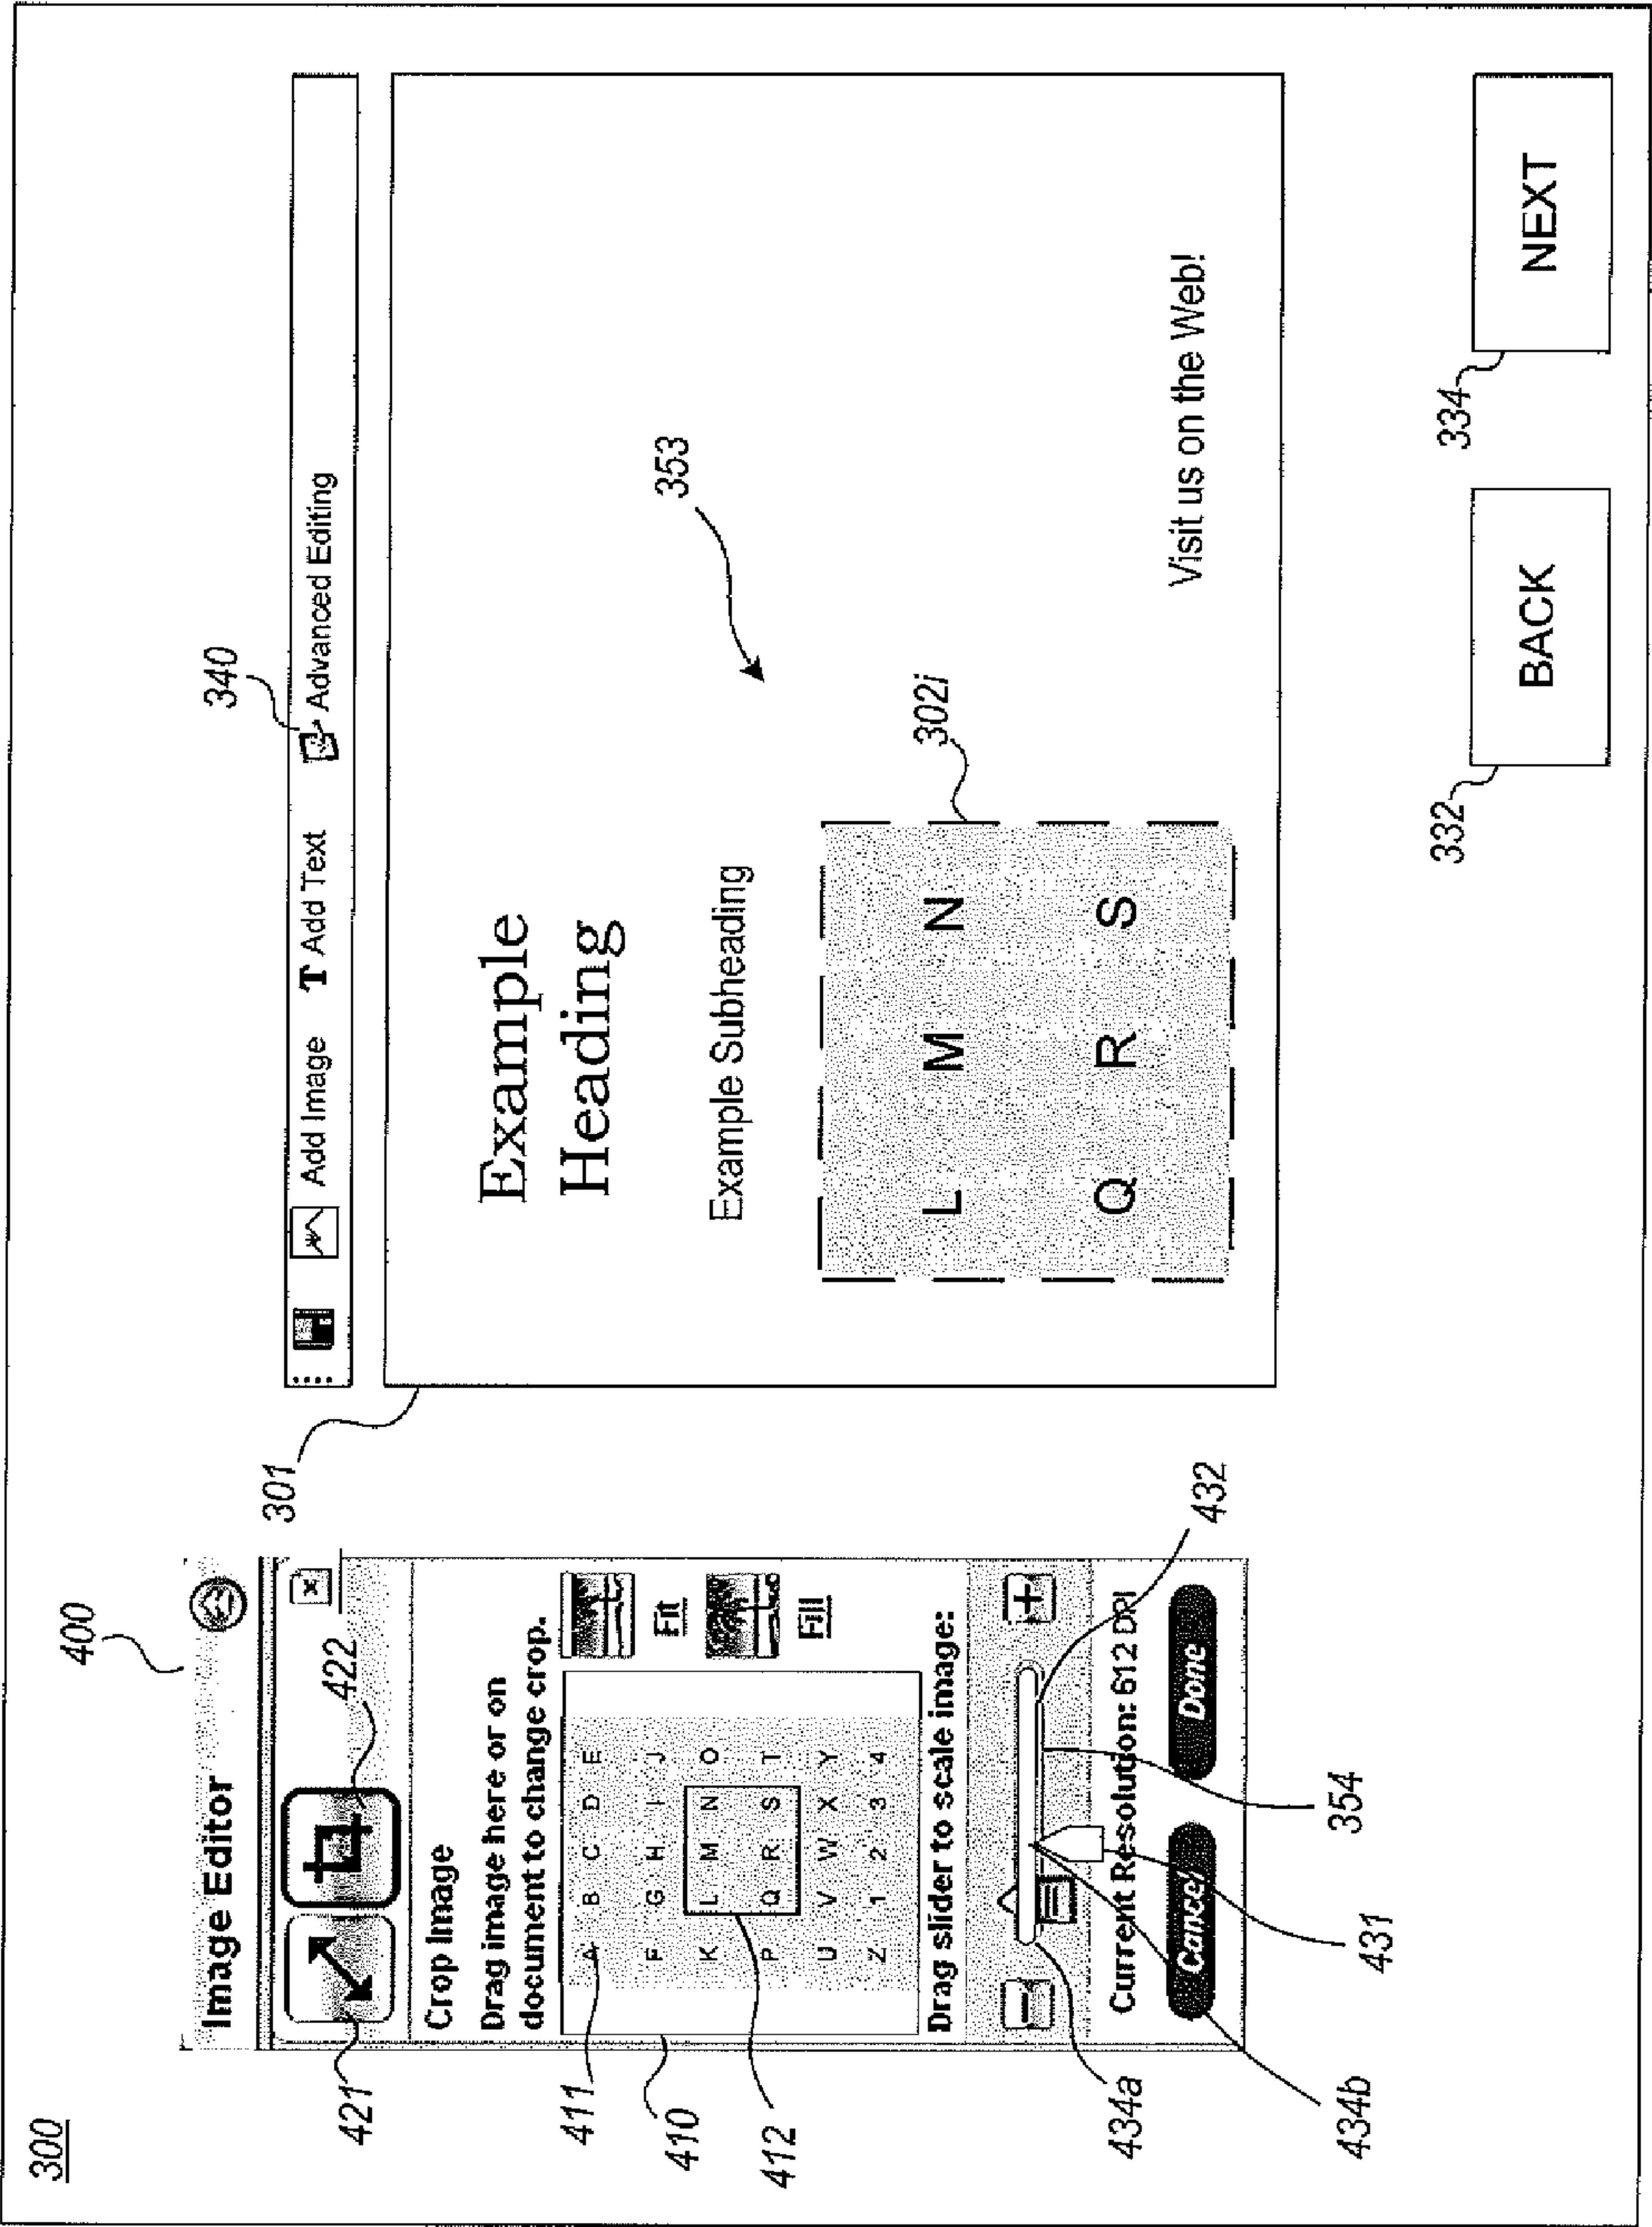 300
400
Image Editor
421
422
Crop Image
Drag image here or on
document to change crop.
411
410
412
A B C D E
F G H I J
K L M N O
P Q R S T
U V W X Y
Z 1 2 3 4
Fit
Fill
Drag slider to scale image:
432
Current Resolution: 612 DPI
Cancel Done
434a
434b
431
354
301
340
Add Image T Add Text Advanced Editing
Example
Heading
Example Subheading
353
302i
L M N
Q R S
Visit us on the Web!
332
BACK
334
NEXT